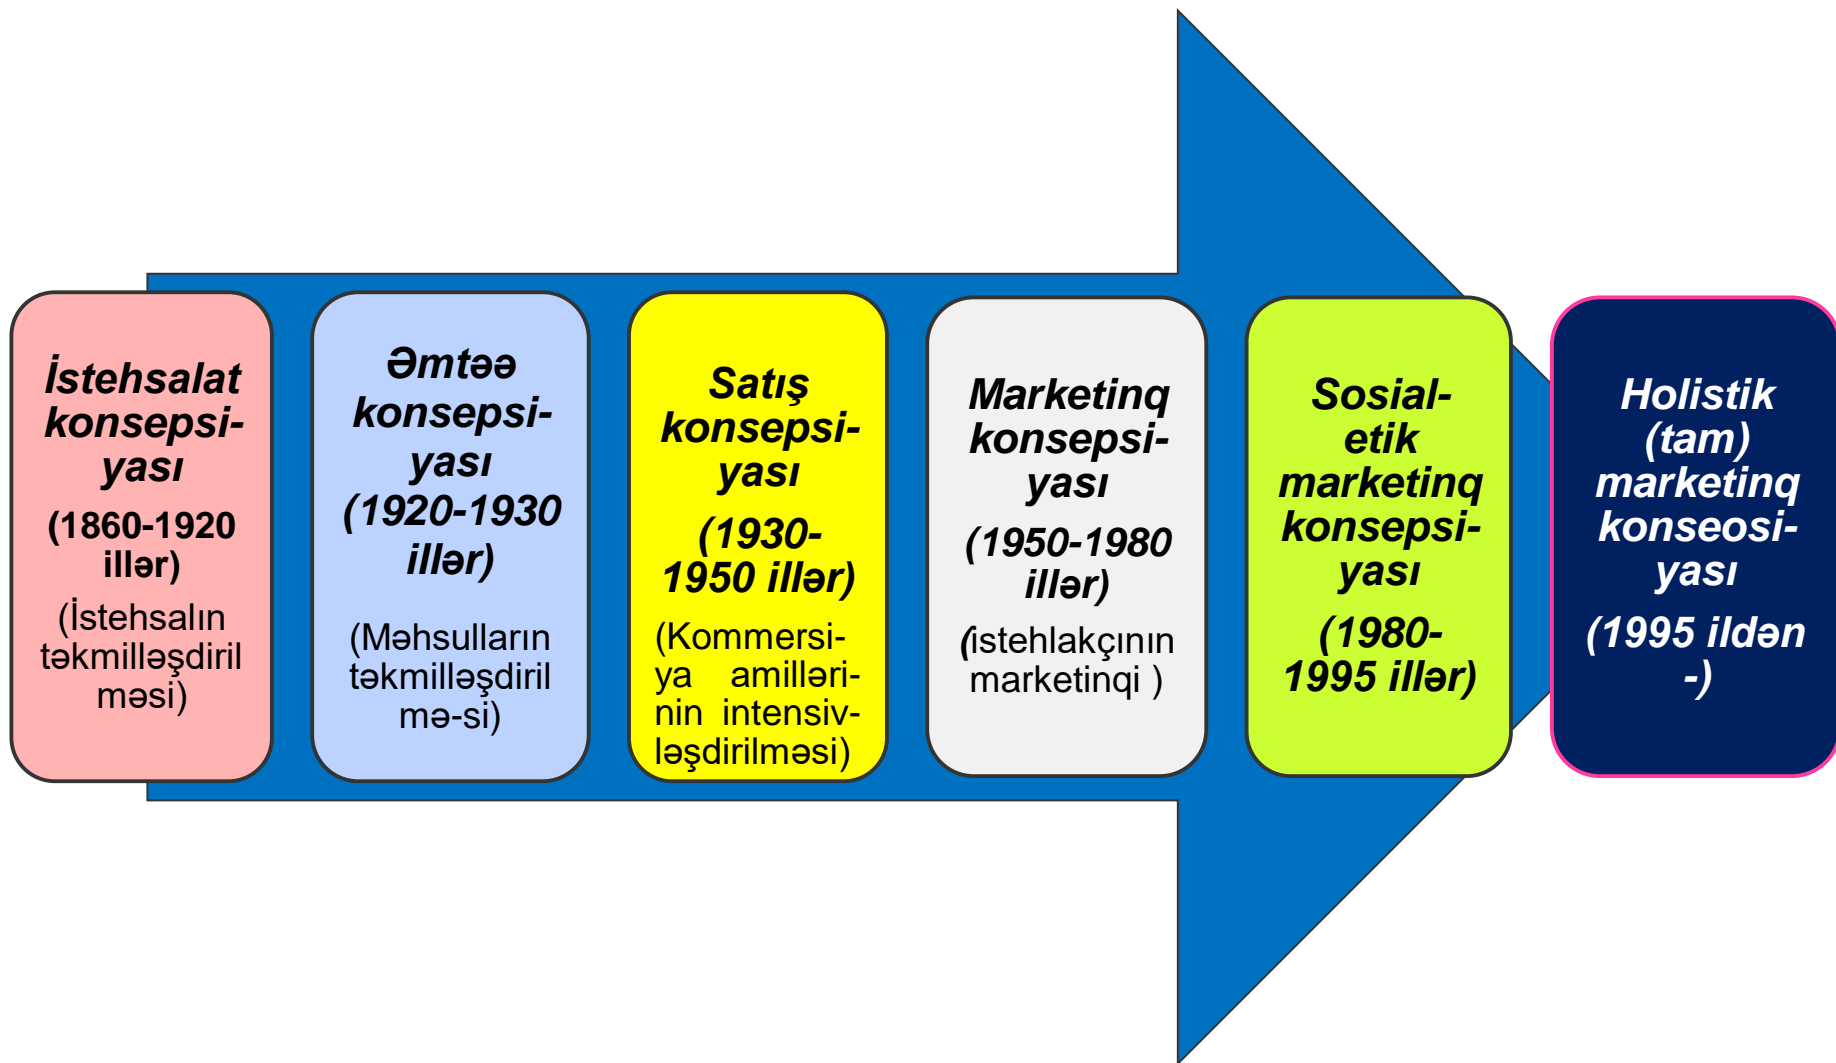 İstehsalat
konsepsi-
yası
(1860-1920
illər)
(İstehsalın
təkmilləşdiril
məsi)
Əmtəə
konsepsi-
yası
(1920-1930
illər)
(Məhsulların
təkmilləşdiril
mə-si)
Satış
konsepsi-
yası
(1930-
1950 illər)
(Kommersi-
ya amilləri-
nin intensiv-
ləşdirilməsi)
Marketinq
konsepsi-
yası
(1950-1980
illər)
(istehlakçının
marketinqi )
Sosial-
etik
marketinq
konsepsi-
yası
(1980-
1995 illər)
Holistik
(tam)
marketinq
konseosi-
yası
(1995 ildən
-)